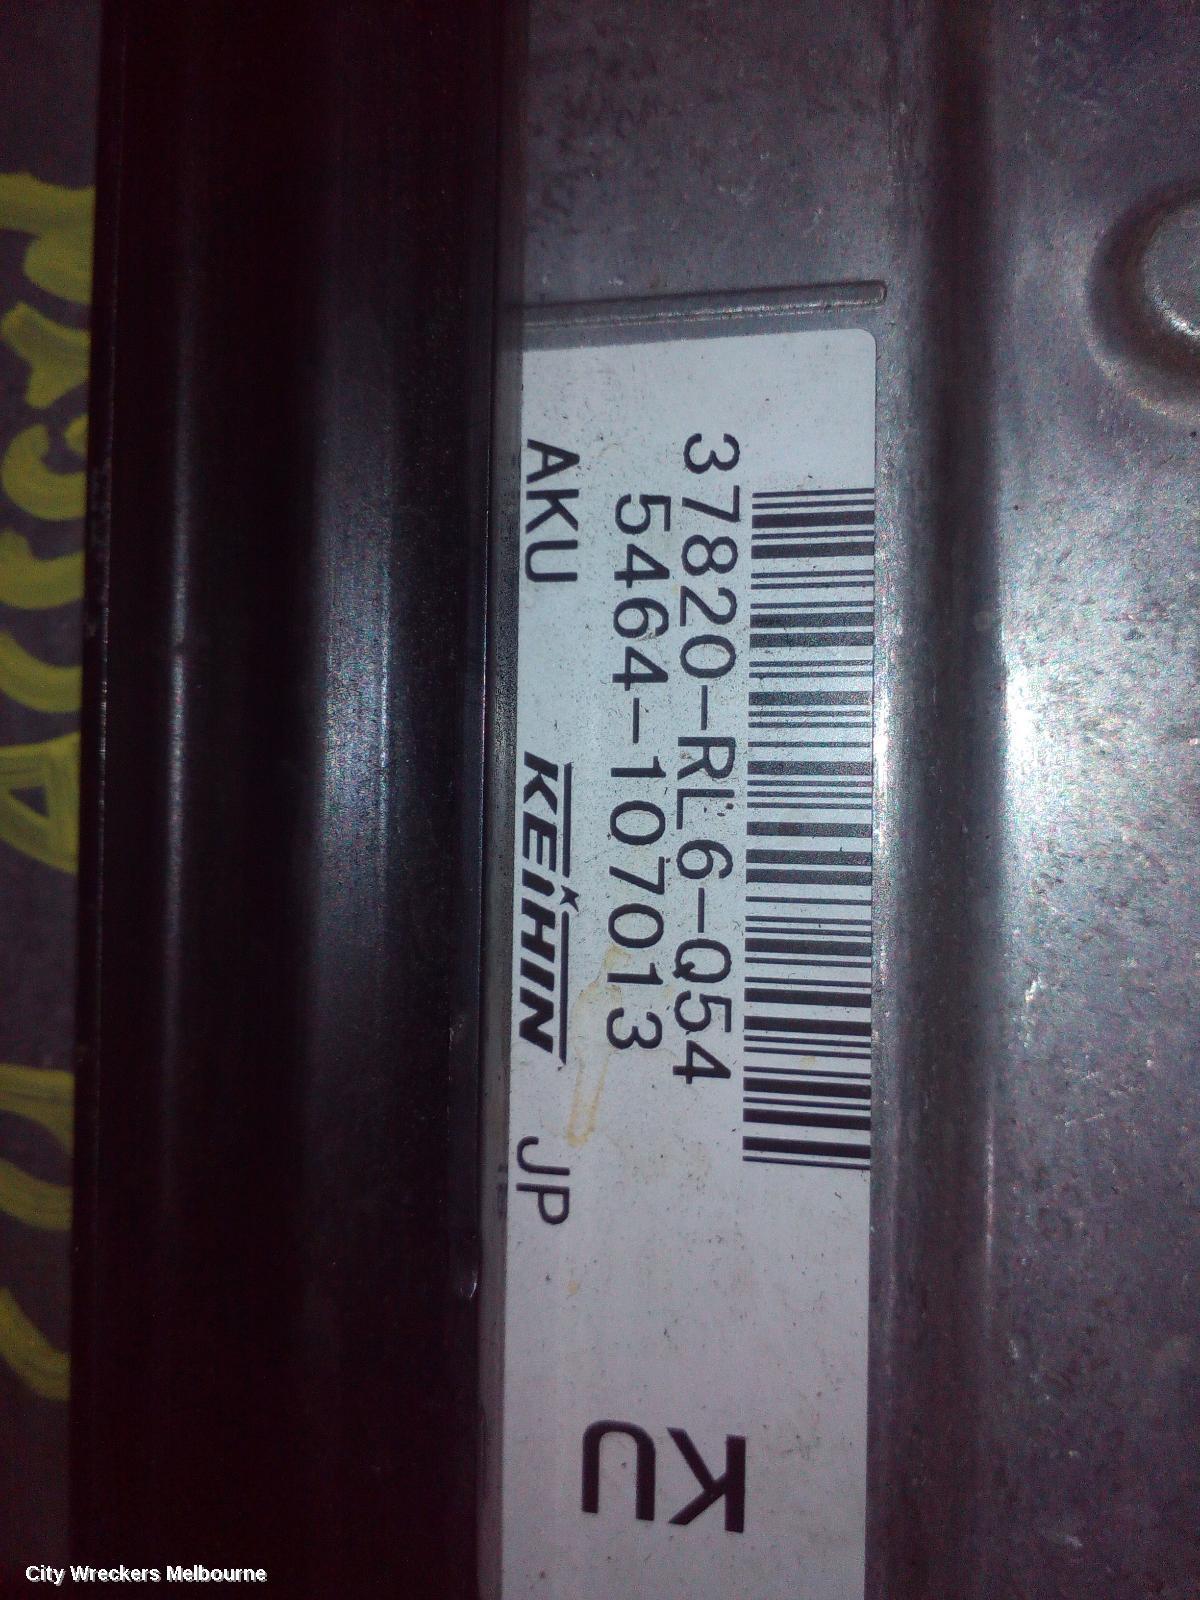 37820-RL6-Q54
5464-107013
AKU KEIHIN JP
KU
City Wreckers Melbourne